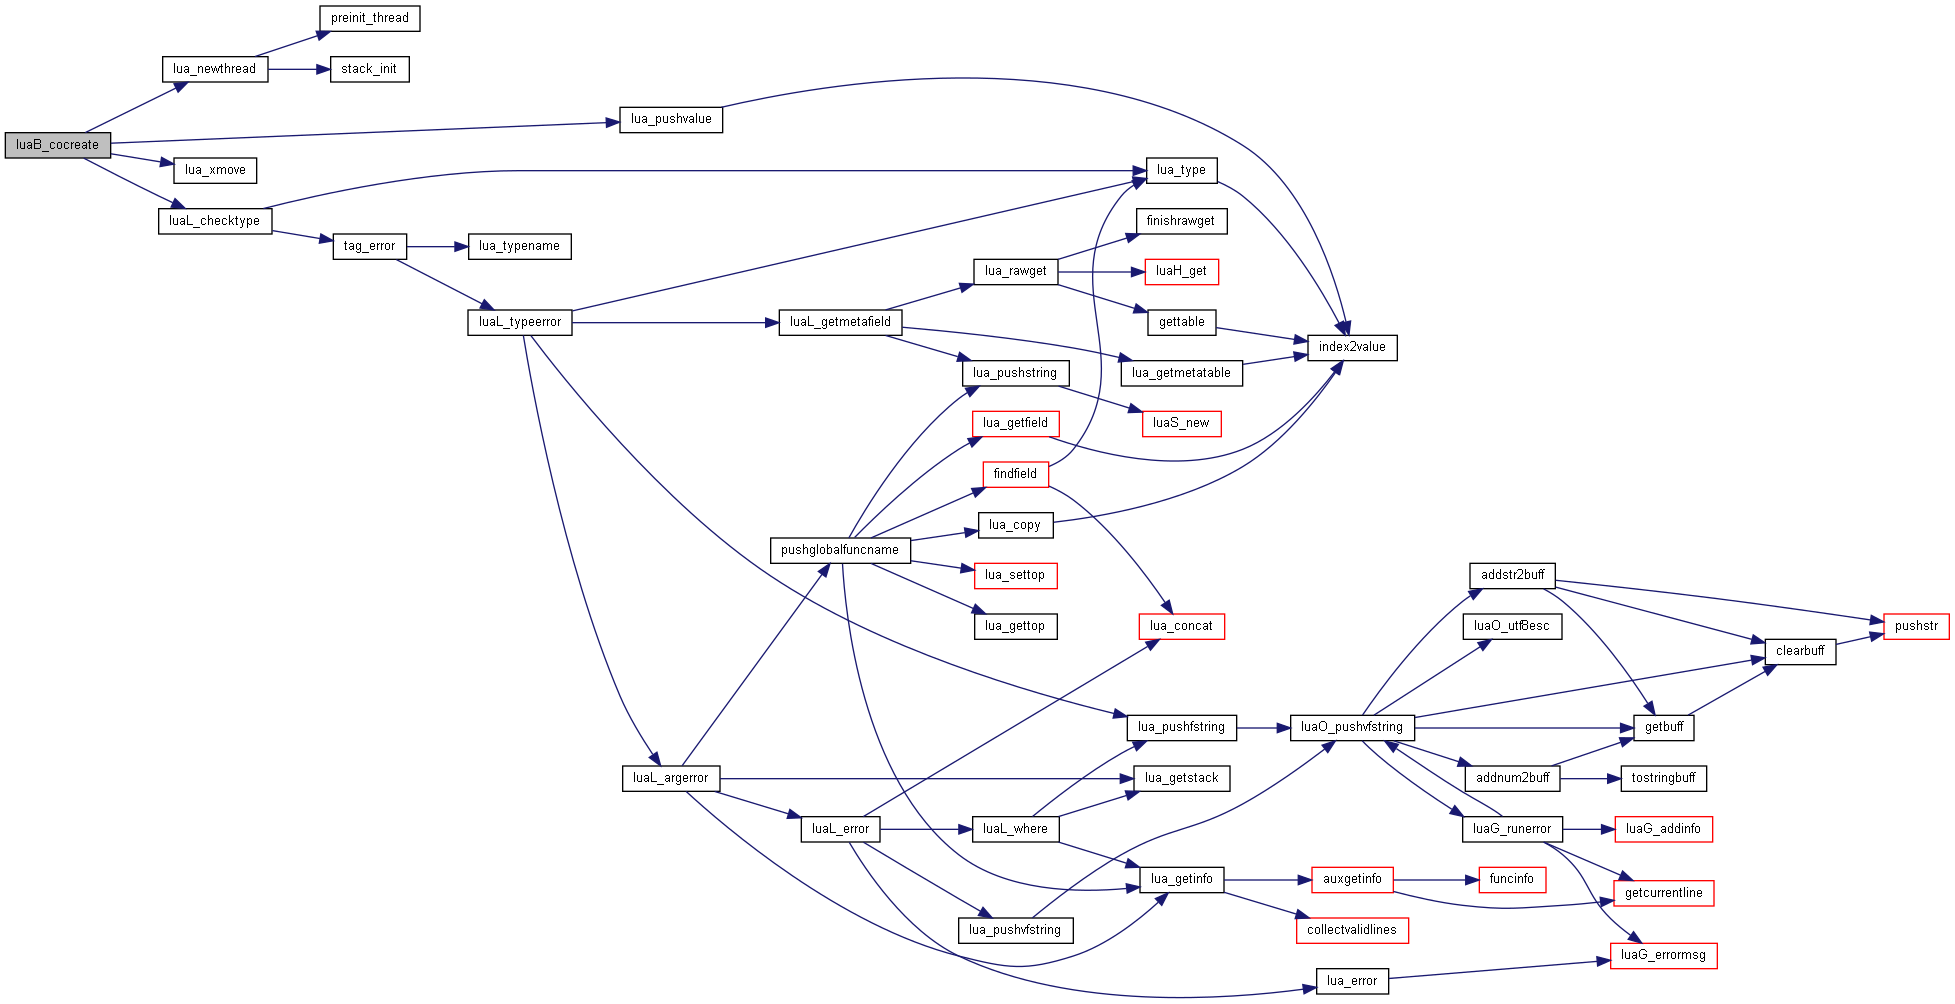 preinit_thread
lua_newthread
stack_init
lua_pushvalue
luaB_cocreate
lua_xmove
lua_type
luaL_checktype
finishrawget
tag_error
lua_typename
lua_rawget
luaH_get
luaL_typeerror
luaL_getmetafield
gettable
index2value
lua_pushstring
lua_getmetatable
lua_getfield
luaS_new
findfield
lua_copy
pushglobalfuncname
lua_settop
addstr2buff
lua_gettop
lua_concat
luaO_utf8esc
pushstr
clearbuff
lua_pushfstring
luaO_pushvfstring
getbuff
luaL_argerror
lua_getstack
addnum2buff
tostringbuff
luaL_error
luaL_where
luaG_runerror
luaG_addinfo
lua_getinfo
auxgetinfo
funcinfo
getcurrentline
lua_pushvfstring
collectvalidlines
luaG_errormsg
lua_error